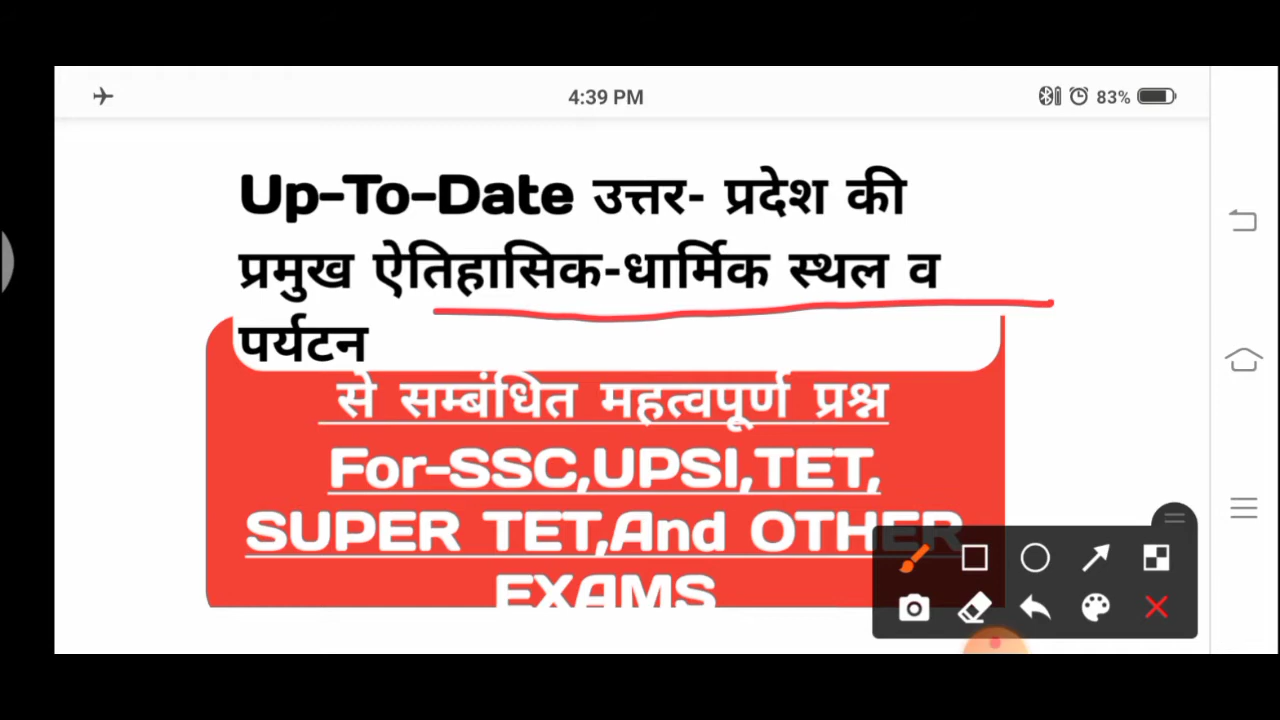 4:39 PM
83%
Up-To-Date उत्तर- प्रदेश की
प्रमुख ऐतिहासिक-धार्मिक स्थल व
पर्यटन
से सम्बंधित महत्वपूर्ण प्रश्न
For-SSC,UPSI,TET,
SUPER TET,And OTHER
EXAMS